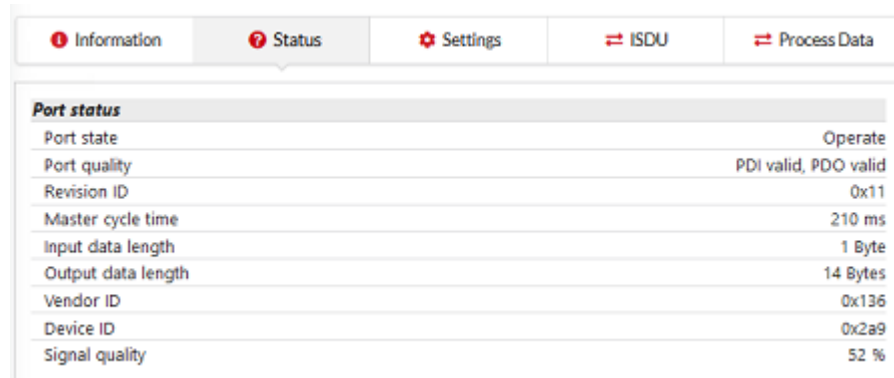 Information Status Settings ISDU Process Data
Port status
Port state Operate
Port quality PDI valid, PDO valid
Revision ID 0x11
Master cycle time 210 ms
Input data length 1 Byte
Output data length 14 Bytes
Vendor ID 0x136
Device ID 0x2a9
Signal quality 52 %